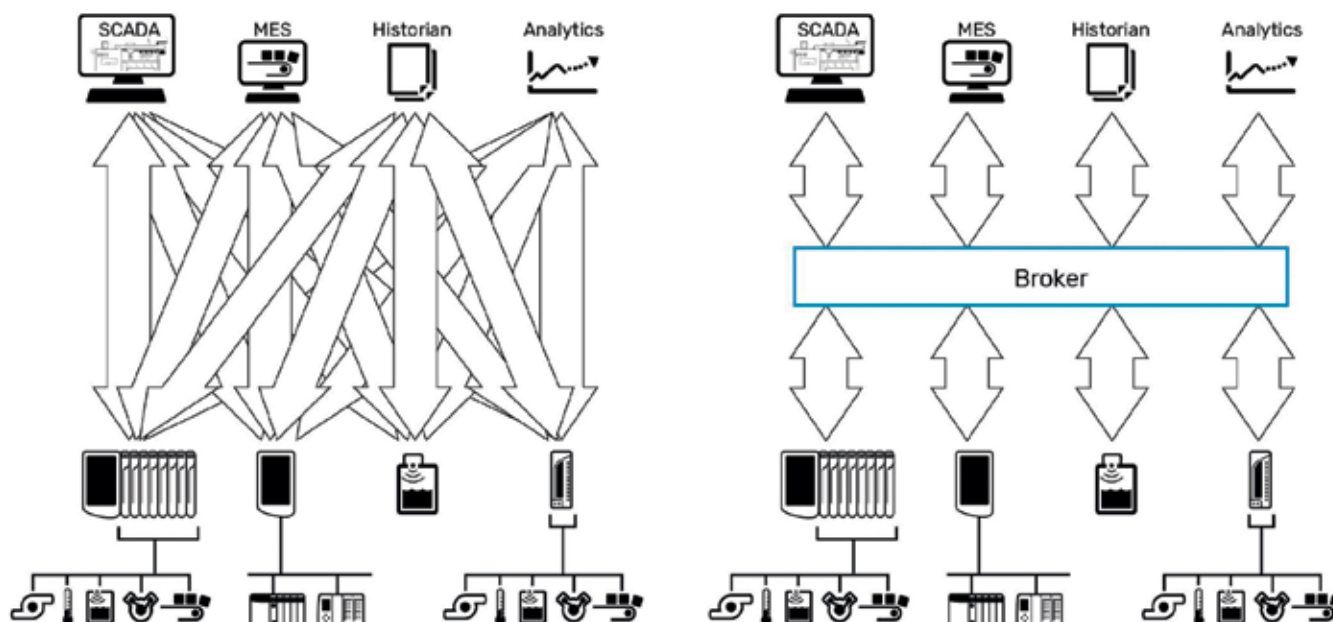 SCADA
MES
Historian
Analytics
SCADA
MES
Historian
Analytics
Broker